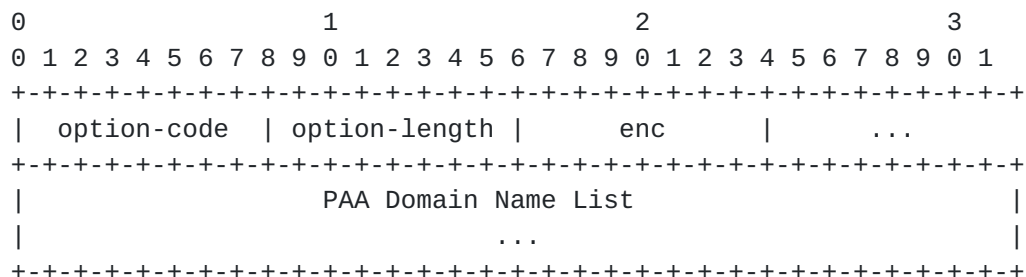 0                   1                   2                   3
0 1 2 3 4 5 6 7 8 9 0 1 2 3 4 5 6 7 8 9 0 1 2 3 4 5 6 7 8 9 0 1
+-+-+-+-+-+-+-+-+-+-+-+-+-+-+-+-+-+-+-+-+-+-+-+-+-+-+-+-+-+-+-+-+
|  option-code  | option-length |      enc      |      ...
+-+-+-+-+-+-+-+-+-+-+-+-+-+-+-+-+-+-+-+-+-+-+-+-+-+-+-+-+-+-+-+-+
|                   PAA Domain Name List                        |
|                              ...                              |
+-+-+-+-+-+-+-+-+-+-+-+-+-+-+-+-+-+-+-+-+-+-+-+-+-+-+-+-+-+-+-+-+